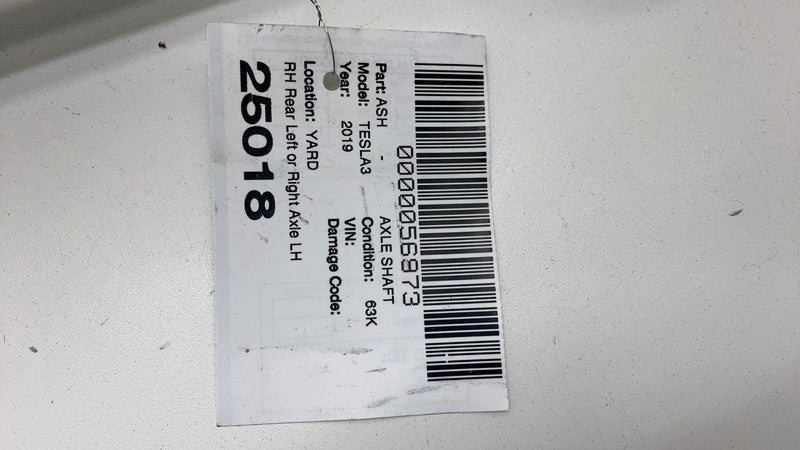 0000056973
Part: ASH - AXLE SHAFT
Model: TESLA3 Condition: 63K
Year: 2019 VIN:
Damage Code:
Location: YARD
RH Rear Left or Right Axle LH
25018